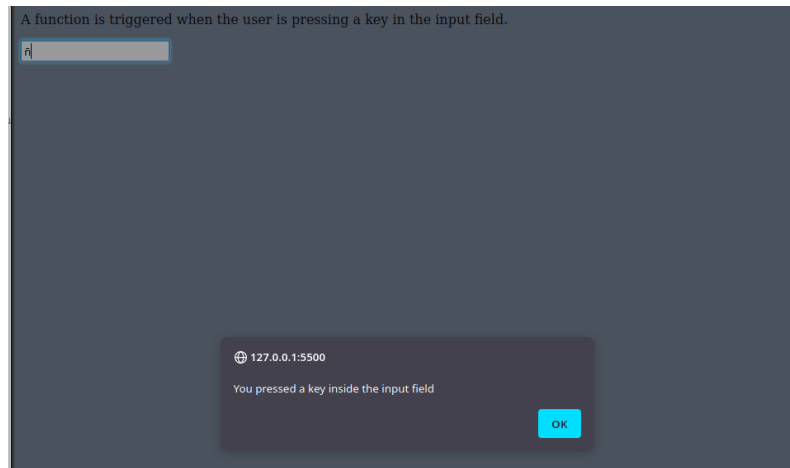 A function is triggered when the user is pressing a key in the input field.
ñ
127.0.0.1:5500
You pressed a key inside the input field
OK